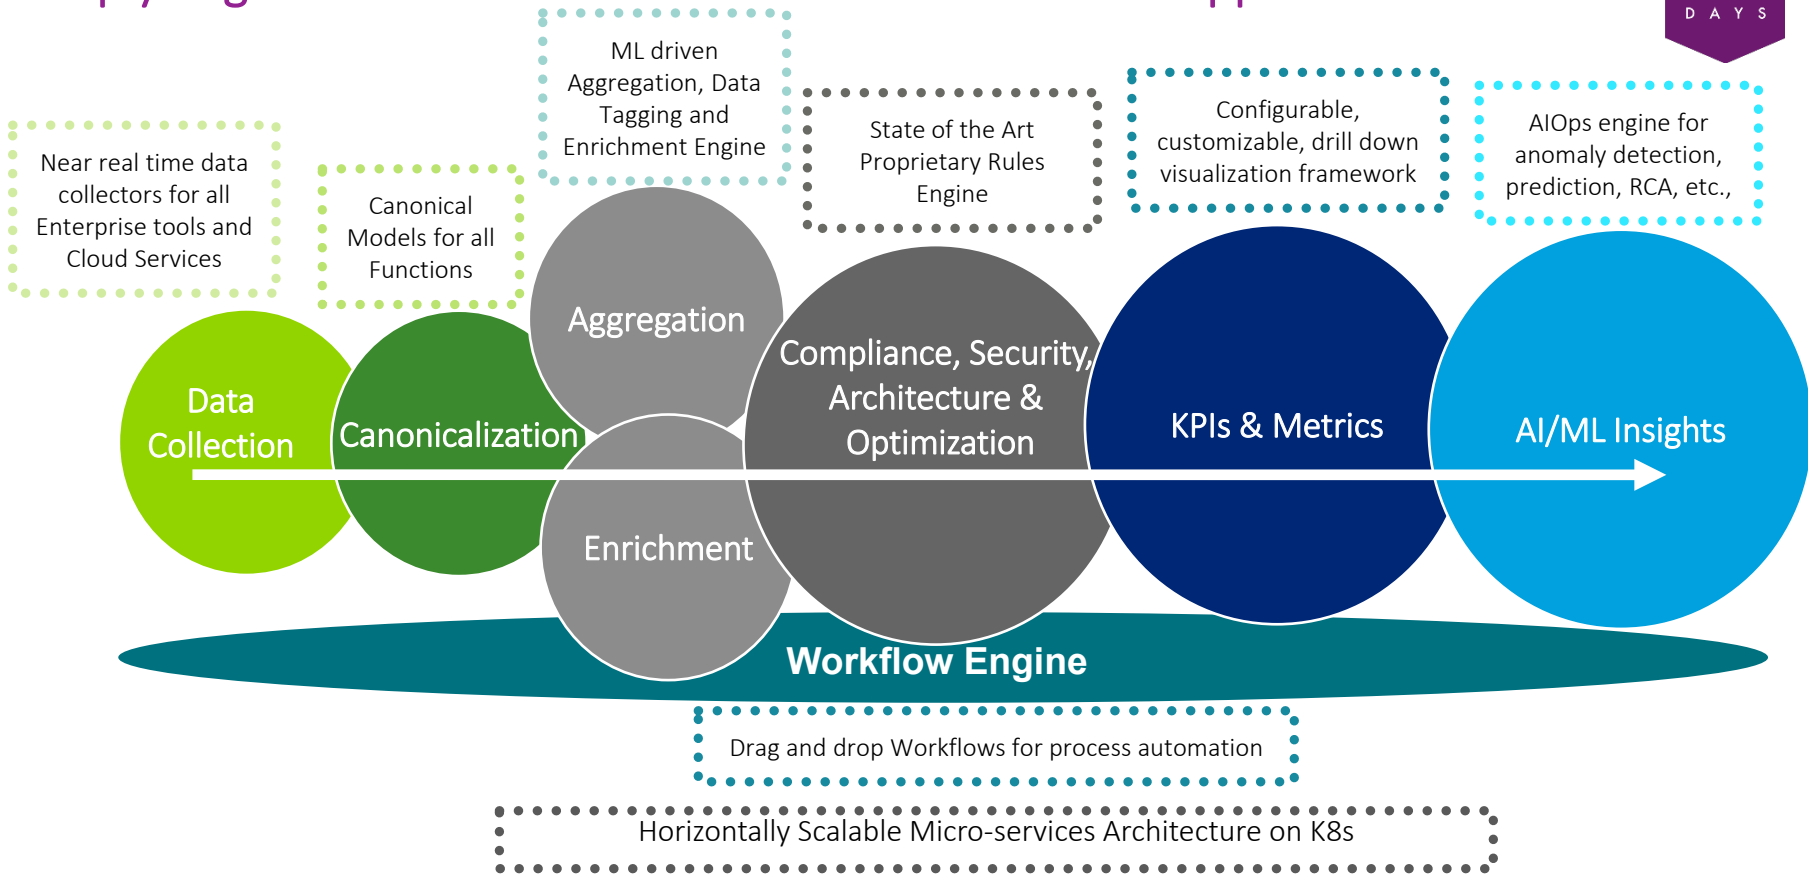 DAYS
ML driven
Aggregation, Data
Tagging and
Enrichment Engine
State of the Art
Proprietary Rules
Engine
Configurable,
customizable, drill down
visualization framework
AIOps engine for
anomaly detection,
prediction, RCA, etc.,
Near real time data
collectors for all
Enterprise tools and
Cloud Services
Canonical
Models for all
Functions
Data
Collection
Canonicalization
Aggregation
Enrichment
Compliance, Security,
Architecture &
Optimization
KPIs & Metrics
AI/ML Insights
Workflow Engine
Drag and drop Workflows for process automation
Horizontally Scalable Micro-services Architecture on K8s